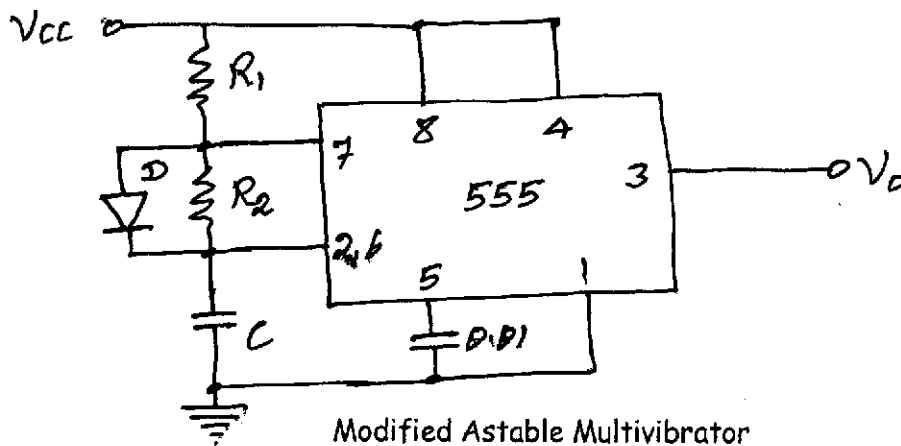 VCC
R1
8
4
7
D
R2
555
3
Vo
2,6
5
1
C
0.01
Modified Astable Multivibrator